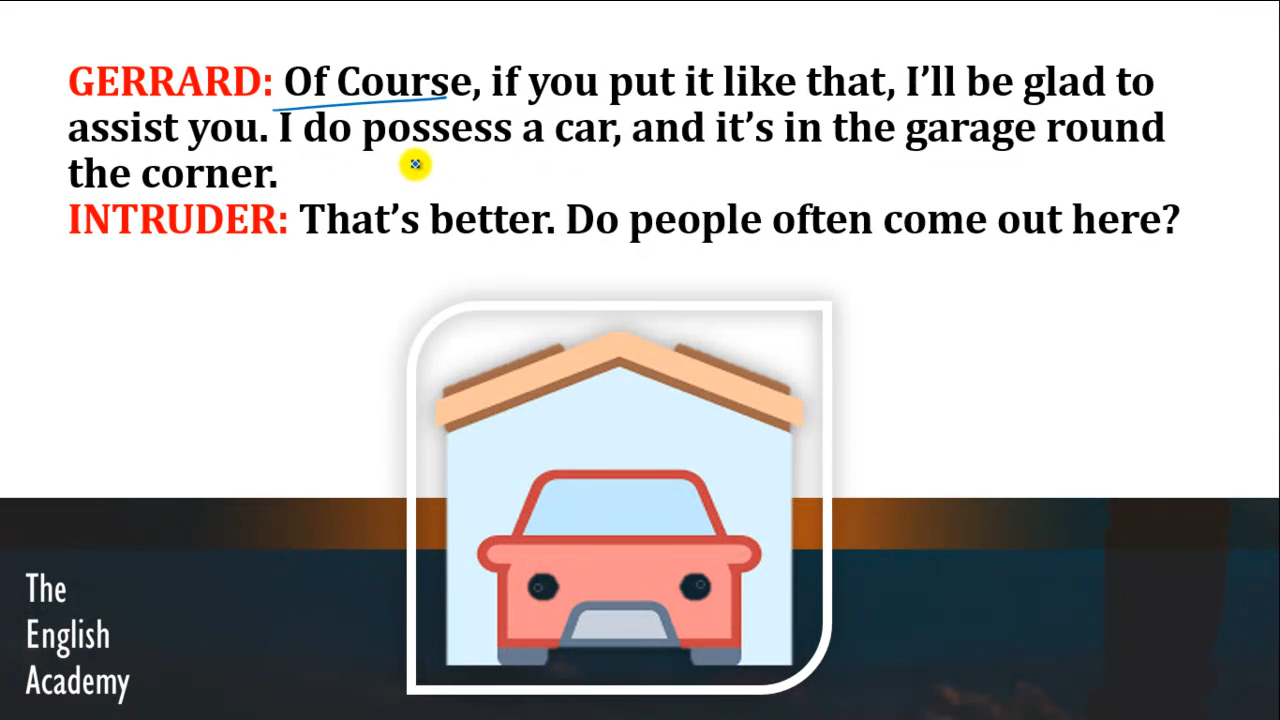 GERRARD: Of Course, if you put it like that, I’ll be glad to
assist you. I do possess a car, and it’s in the garage round
the corner.
INTRUDER: That’s better. Do people often come out here?
The
English
Academy